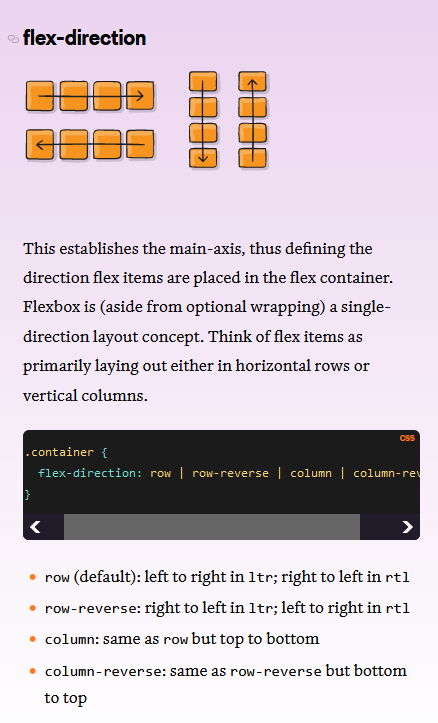 flex-direction
This establishes the main-axis, thus defining the
direction flex items are placed in the flex container.
Flexbox is (aside from optional wrapping) a single-
direction layout concept. Think of flex items as
primarily laying out either in horizontal rows or
vertical columns.
CSS
.container {
  flex-direction: row | row-reverse | column | column-rev
}
row (default): left to right in ltr; right to left in rtl
row-reverse: right to left in ltr; left to right in rtl
column: same as row but top to bottom
column-reverse: same as row-reverse but bottom
to top